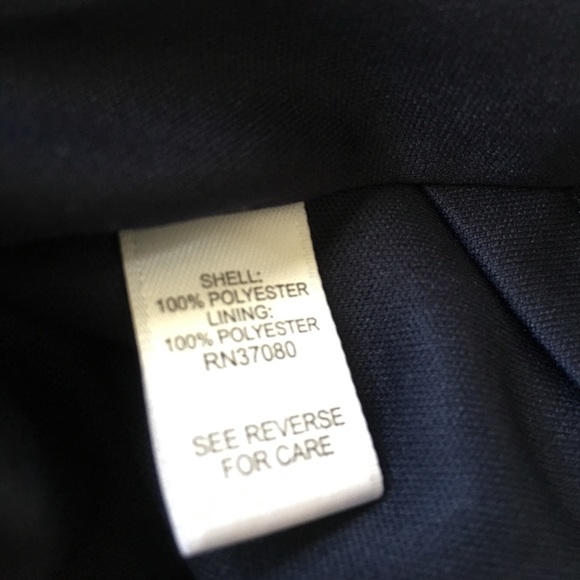 SHELL:
100% POLYESTER
LINING:
100% POLYESTER
RN37080
SEE REVERSE
FOR CARE